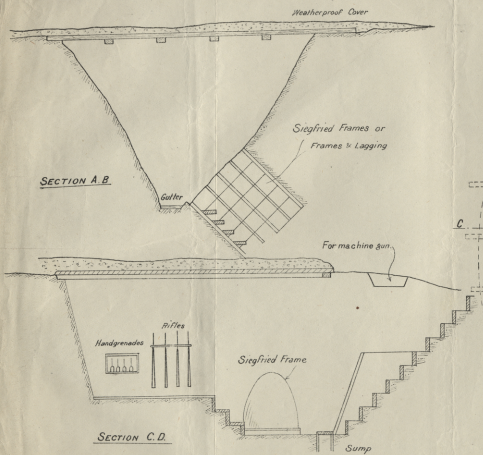 Weatherproof Cover
Siegfried Frames or
Frames & Lagging
SECTION A.B.
Gutter
C
For machine gun.
Rifles
Handgrenades
Siegfried Frame
SECTION C.D.
Sump